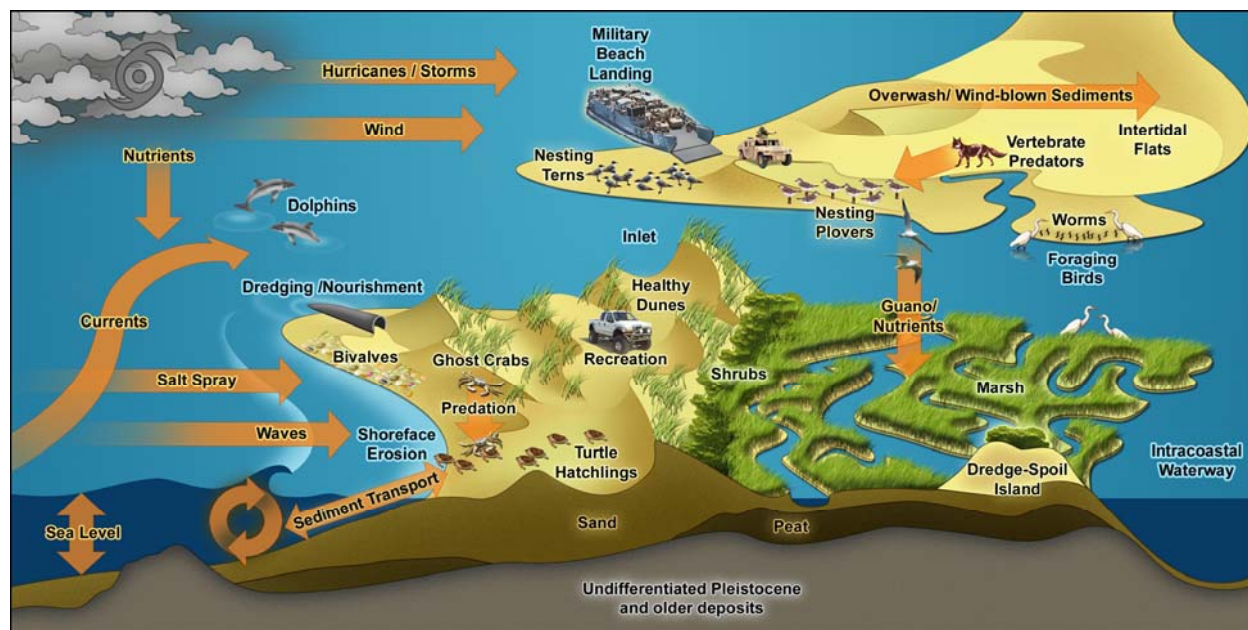 Hurricanes / Storms
Wind
Military
Beach
Landing
Overwash/ Wind-blown Sediments
Intertidal
Flats
Vertebrate
Predators
Nesting
Terns
Nesting
Plovers
Worms
Foraging
Birds
Nutrients
Dolphins
Inlet
Dredging /Nourishment
Currents
Healthy
Dunes
Guano/
Nutrients
Bivalves
Ghost Crabs
Recreation
Shrubs
Marsh
Salt Spray
Predation
Waves
Shoreface
Erosion
Turtle
Hatchlings
Dredge-Spoil
Island
Intracoastal
Waterway
Sediment Transport
Sea Level
Sand
Peat
Undifferentiated Pleistocene
and older deposits